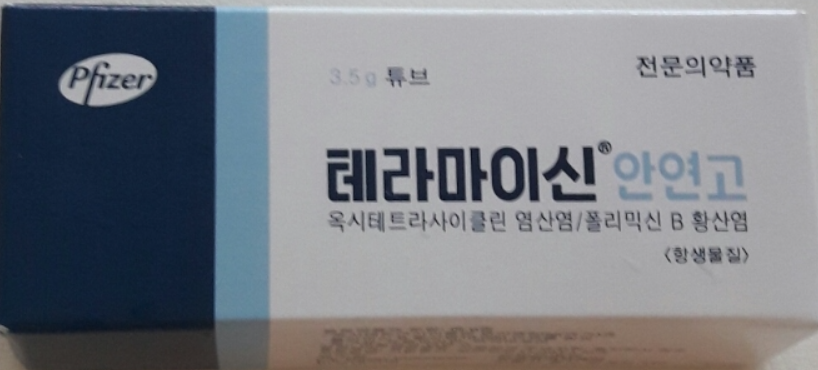 Pfizer
3.5g 튜브
전문의약품
테라마이신® 안연고
옥시테트라사이클린 염산염/폴리믹신 B 황산염
<항생물질>